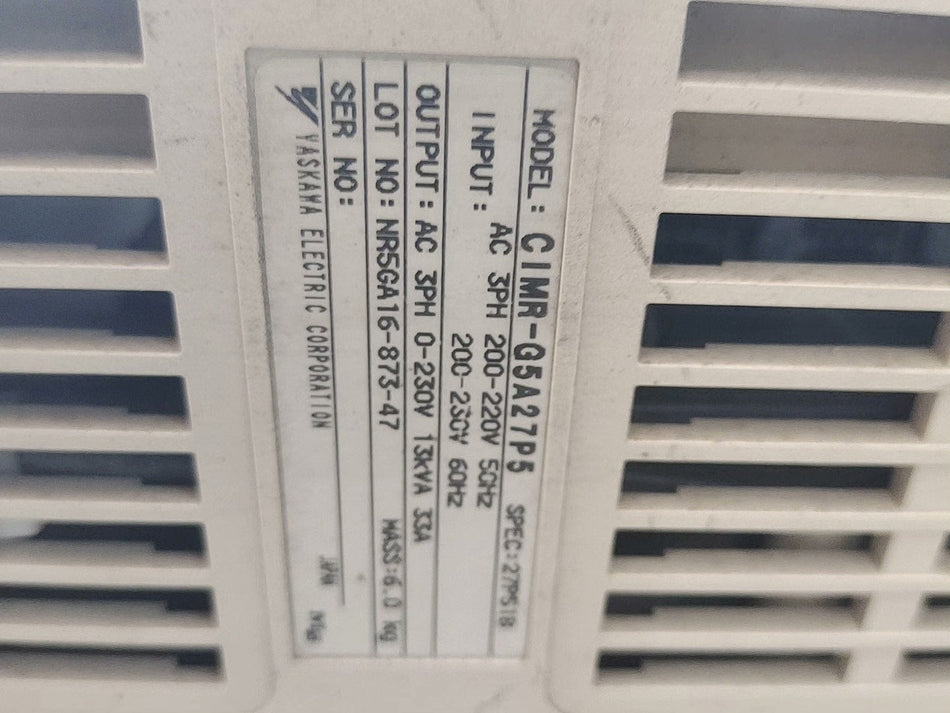 MODEL: CIMR-G5A27P5 SPEC: 27P51B
INPUT: AC 3PH 200-220V 50Hz
200-230V 60Hz
OUTPUT: AC 3PH 0-230V 13kVA 33A
LOT NO: NR5GA16-873-47 MASS: 6.0 kg
SER NO:
YASKAWA ELECTRIC CORPORATION JAPAN